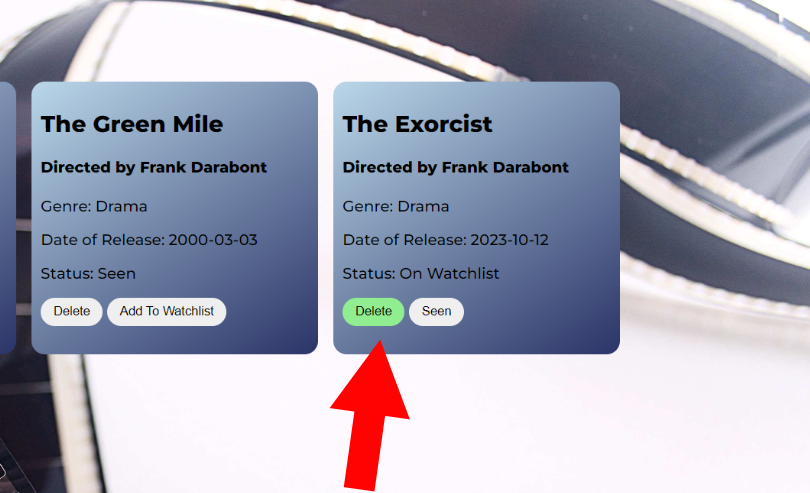 The Green Mile
Directed by Frank Darabont
Genre: Drama
Date of Release: 2000-03-03
Status: Seen
Delete
Add To Watchlist
The Exorcist
Directed by Frank Darabont
Genre: Drama
Date of Release: 2023-10-12
Status: On Watchlist
Delete
Seen